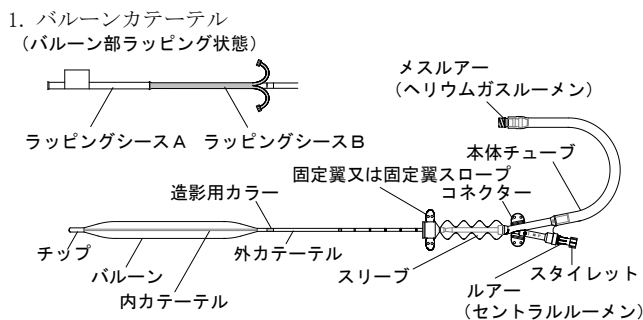 1. バルーンカテーテル
(バルーン部ラッピング状態)
ラッピングシースA ラッピングシースB
メスルアー
(ヘリウムガスルーメン)
本体チューブ
固定翼又は固定翼スロープ
コネクター
造影用カラー
チップ
バルーン
内カテーテル
外カテーテル
スリーブ
スタイレット
ルアー
(セントラルルーメン)